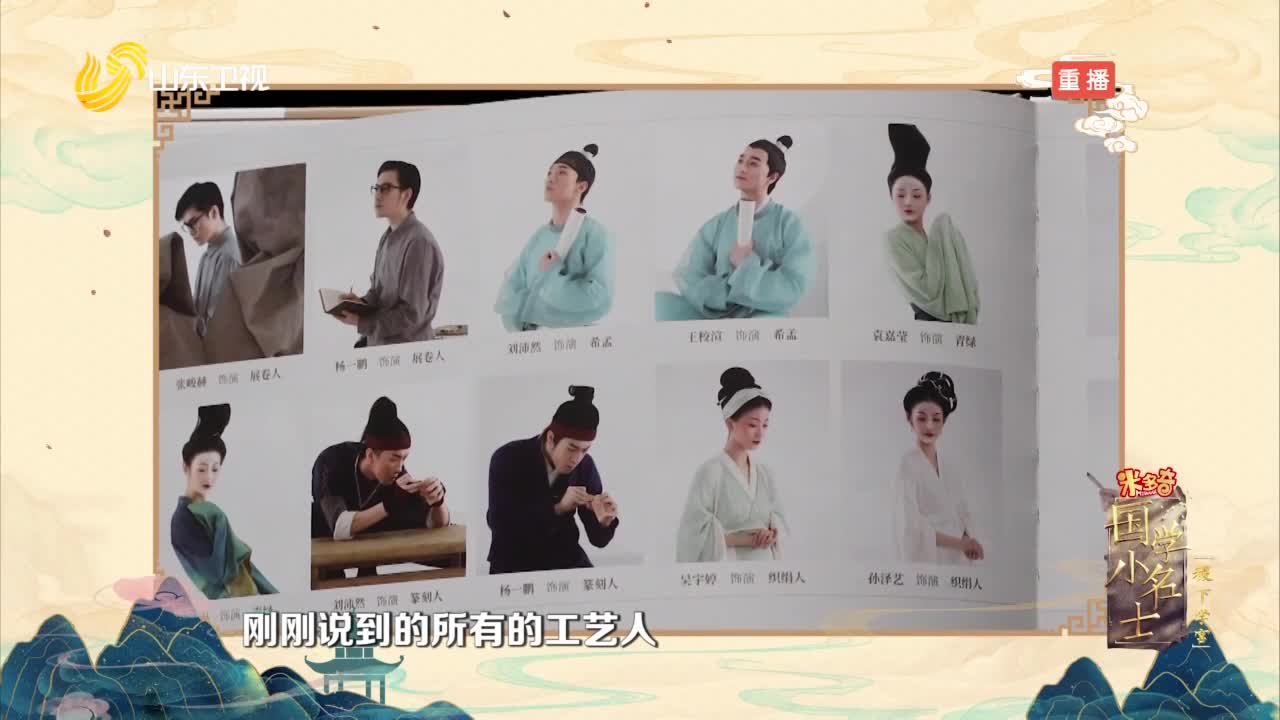 山东卫视
重播
张峻赫 饰演 展卷人
杨一鹏 饰演 展卷人
刘沛然 饰演 希孟
王校渲 饰演 希孟
袁嘉莹 饰演 青绿
饰演
刘沛然 饰演 篆刻人
杨一鹏 饰演 篆刻人
吴宇婷 饰演 织绢人
孙泽艺 饰演 织绢人
米多奇
国学小名士
稷下学宫
刚刚说到的所有的工艺人